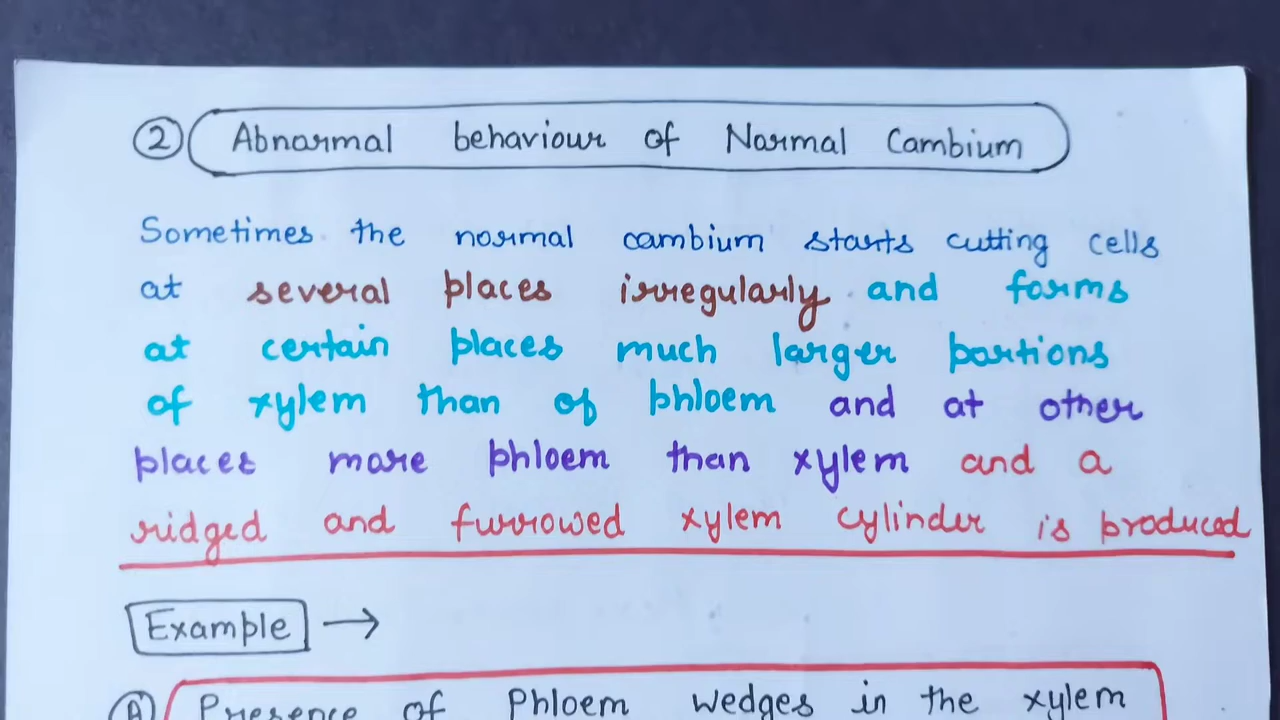 ② Abnormal behaviour of Normal Cambium
Sometimes the normal cambium starts cutting cells
at several places irregularly and forms
at certain places much larger portions
of xylem than of phloem and at other
places more phloem than xylem and a
ridged and furrowed xylem cylinder is produced
Example →
Ⓐ Presence of Phloem wedges in the xylem